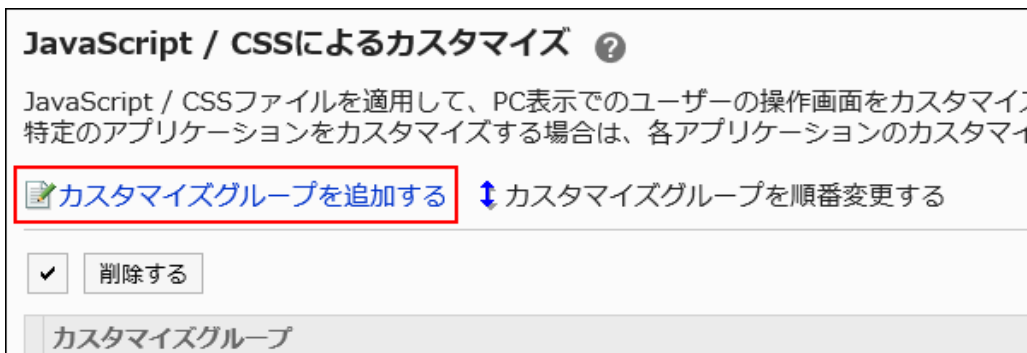 JavaScript / CSSによるカスタマイズ ?
JavaScript / CSSファイルを適用して、PC表示でのユーザーの操作画面をカスタマイ
特定のアプリケーションをカスタマイズする場合は、各アプリケーションのカスタマイ
カスタマイズグループを追加する カスタマイズグループを順番変更する
削除する
カスタマイズグループ